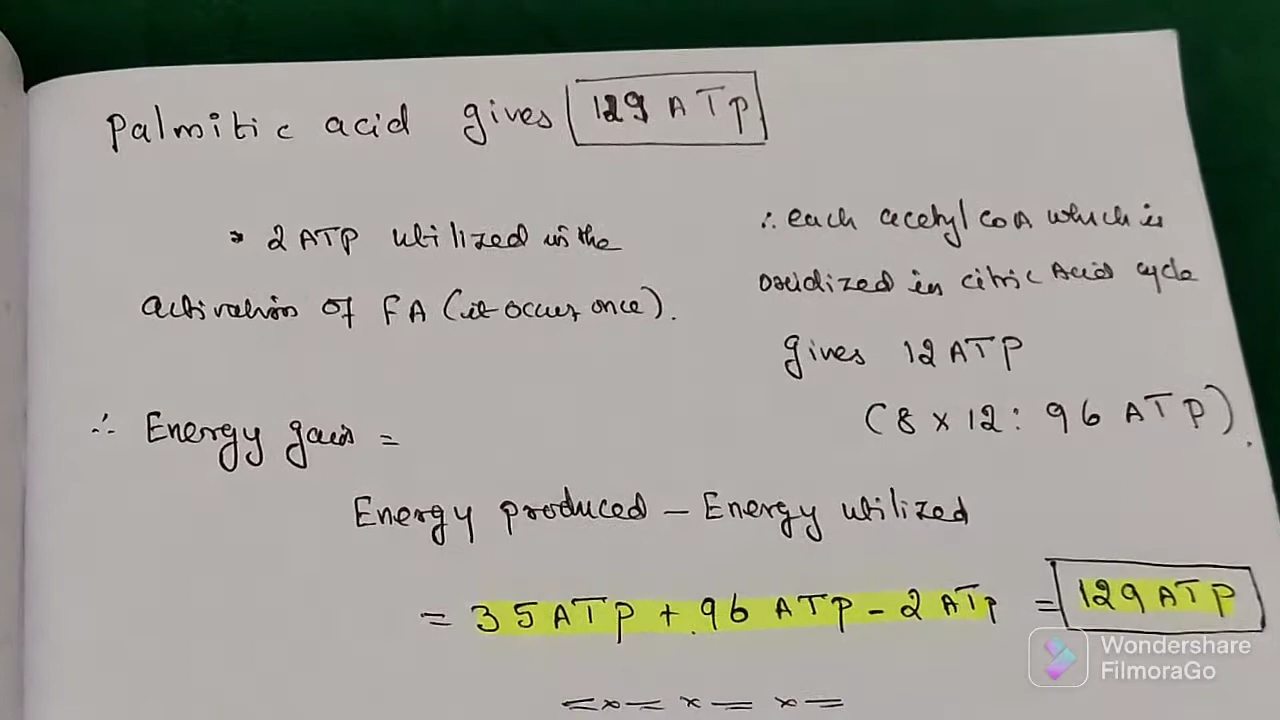 Palmitic acid gives 129 ATP
* 2 ATP utilized in the
activation of FA (it occurs once).
∴ each acetyl coA which is
oxidized in citric Acid cycle
gives 12 ATP
(8 x 12 : 96 ATP).
∴ Energy gain =
Energy produced - Energy utilized
= 35 ATP + 96 ATP - 2 ATP = 129 ATP
Wondershare
FilmoraGo